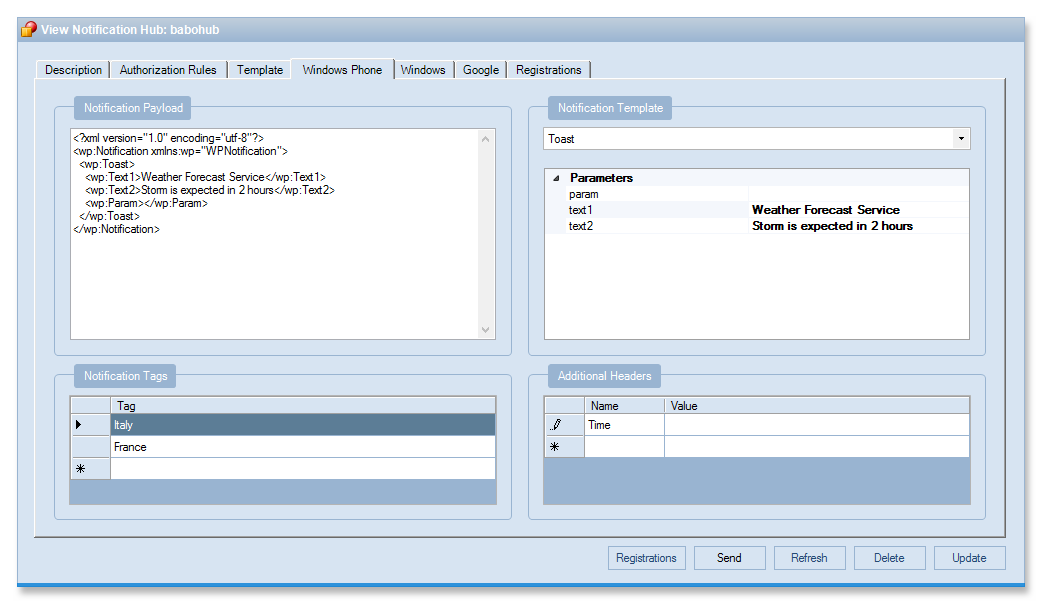 View Notification Hub: babohub
Description Authorization Rules Template Windows Phone Windows Google Registrations
Notification Payload
<?xml version="1.0" encoding="utf-8"?>
<wp:Notification xmlns:wp="WPNotification">
<wp:Toast>
<wp:Text1>Weather Forecast Service</wp:Text1>
<wp:Text2>Storm is expected in 2 hours</wp:Text2>
<wp:Param></wp:Param>
</wp:Toast>
</wp:Notification>
Notification Template
Toast
Parameters
param
text1 Weather Forecast Service
text2 Storm is expected in 2 hours
Notification Tags
Tag
Italy
France
Additional Headers
Name Value
Time
Registrations Send Refresh Delete Update